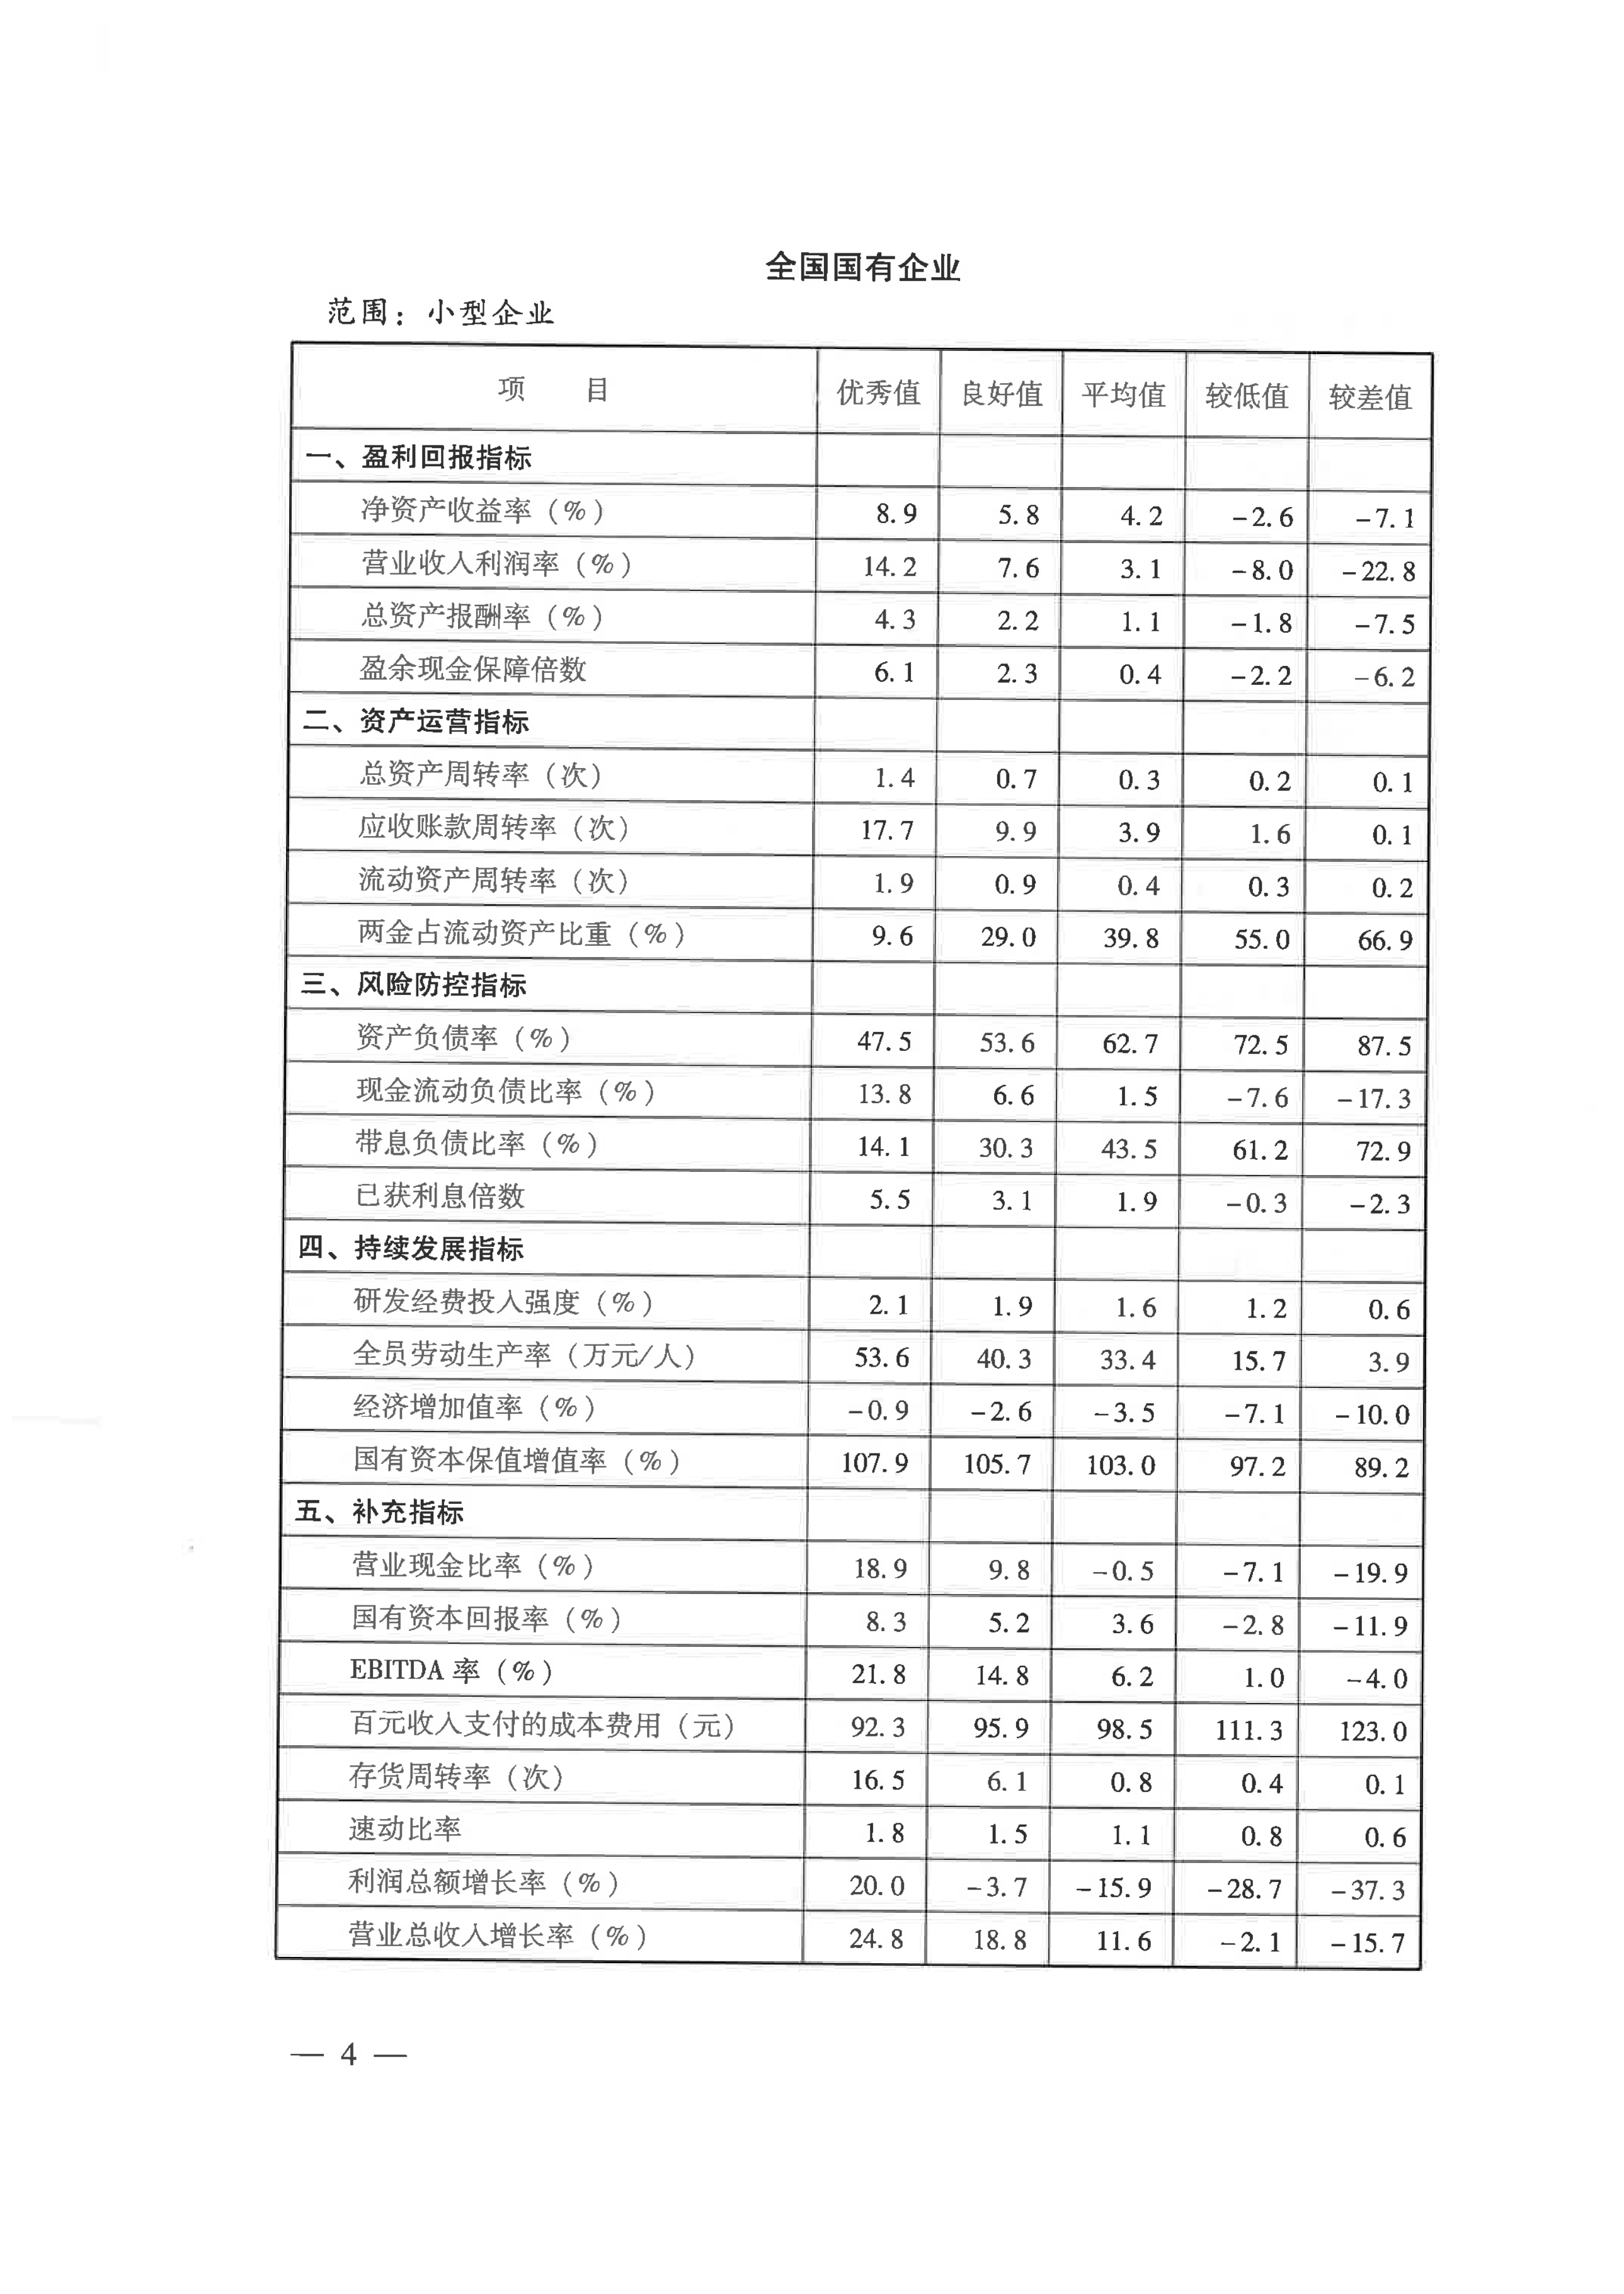 全国国有企业
范围：小型企业
项 目 优秀值 良好值 平均值 较低值 较差值
一、盈利回报指标
净资产收益率（%） 8.9 5.8 4.2 -2.6 -7.1
营业收入利润率（%） 14.2 7.6 3.1 -8.0 -22.8
总资产报酬率（%） 4.3 2.2 1.1 -1.8 -7.5
盈余现金保障倍数 6.1 2.3 0.4 -2.2 -6.2
二、资产运营指标
总资产周转率（次） 1.4 0.7 0.3 0.2 0.1
应收账款周转率（次） 17.7 9.9 3.9 1.6 0.1
流动资产周转率（次） 1.9 0.9 0.4 0.3 0.2
两金占流动资产比重（%） 9.6 29.0 39.8 55.0 66.9
三、风险防控指标
资产负债率（%） 47.5 53.6 62.7 72.5 87.5
现金流动负债比率（%） 13.8 6.6 1.5 -7.6 -17.3
带息负债比率（%） 14.1 30.3 43.5 61.2 72.9
已获利息倍数 5.5 3.1 1.9 -0.3 -2.3
四、持续发展指标
研发经费投入强度（%） 2.1 1.9 1.6 1.2 0.6
全员劳动生产率（万元/人） 53.6 40.3 33.4 15.7 3.9
经济增加值率（%） -0.9 -2.6 -3.5 -7.1 -10.0
国有资本保值增值率（%） 107.9 105.7 103.0 97.2 89.2
五、补充指标
营业现金比率（%） 18.9 9.8 -0.5 -7.1 -19.9
国有资本回报率（%） 8.3 5.2 3.6 -2.8 -11.9
EBITDA 率（%） 21.8 14.8 6.2 1.0 -4.0
百元收入支付的成本费用（元） 92.3 95.9 98.5 111.3 123.0
存货周转率（次） 16.5 6.1 0.8 0.4 0.1
速动比率 1.8 1.5 1.1 0.8 0.6
利润总额增长率（%） 20.0 -3.7 -15.9 -28.7 -37.3
营业总收入增长率（%） 24.8 18.8 11.6 -2.1 -15.7
— 4 —